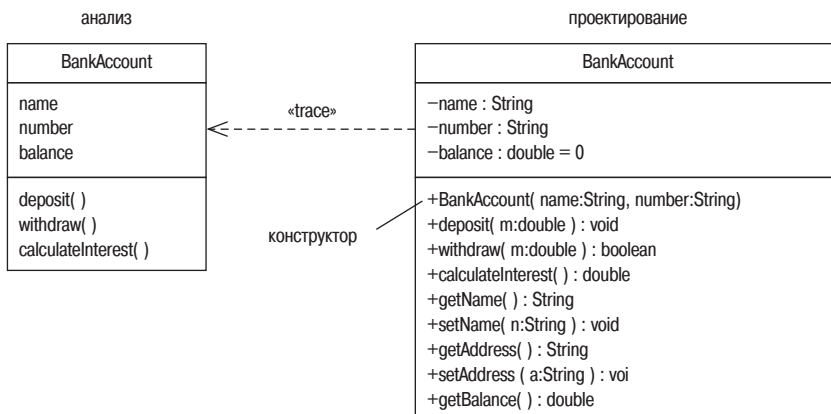 анализ
BankAccount
name
number
balance
deposit( )
withdraw( )
calculateInterest( )
«trace»
конструктор
проектирование
BankAccount
−name : String
−number : String
−balance : double = 0
+BankAccount( name:String, number:String)
+deposit( m:double ) : void
+withdraw( m:double ) : boolean
+calculateInterest( ) : double
+getName( ) : String
+setName( n:String ) : void
+getAddress( ) : String
+setAddress ( a:String ) : voi
+getBalance( ) : double